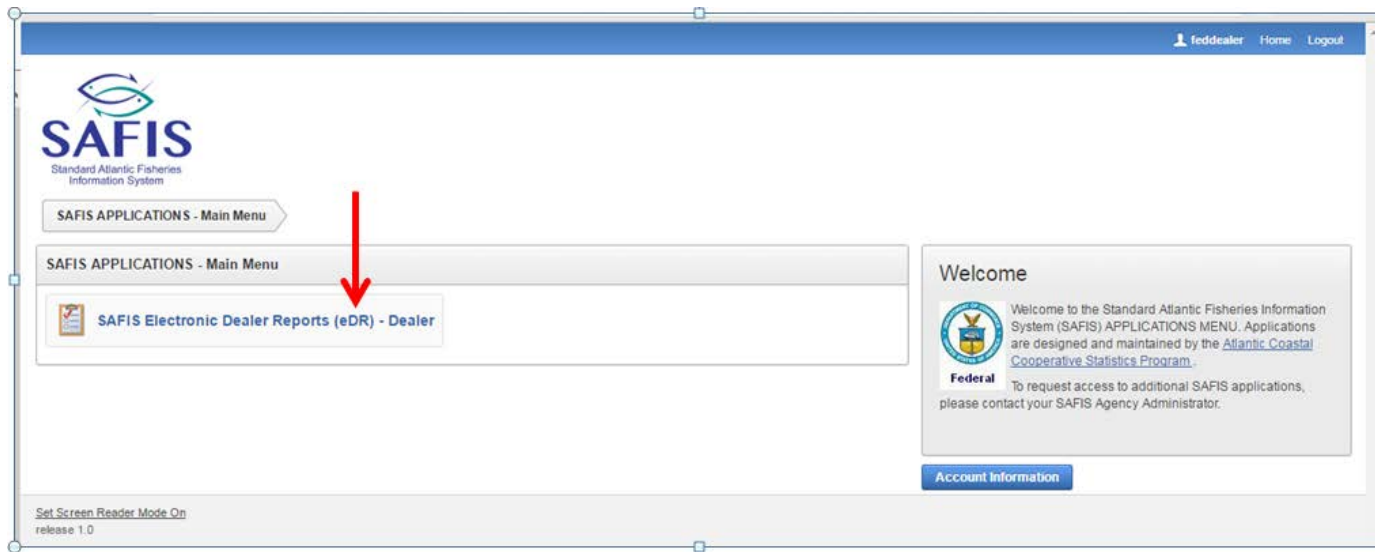 feddealer Home Logout
SAFIS
Standard Atlantic Fisheries
Information System
SAFIS APPLICATIONS - Main Menu
SAFIS APPLICATIONS - Main Menu
SAFIS Electronic Dealer Reports (eDR) - Dealer
Welcome
Welcome to the Standard Atlantic Fisheries Information
System (SAFIS) APPLICATIONS MENU. Applications
are designed and maintained by the Atlantic Coastal
Cooperative Statistics Program.
Federal
To request access to additional SAFIS applications,
please contact your SAFIS Agency Administrator.
Account Information
Set Screen Reader Mode On
release 1.0